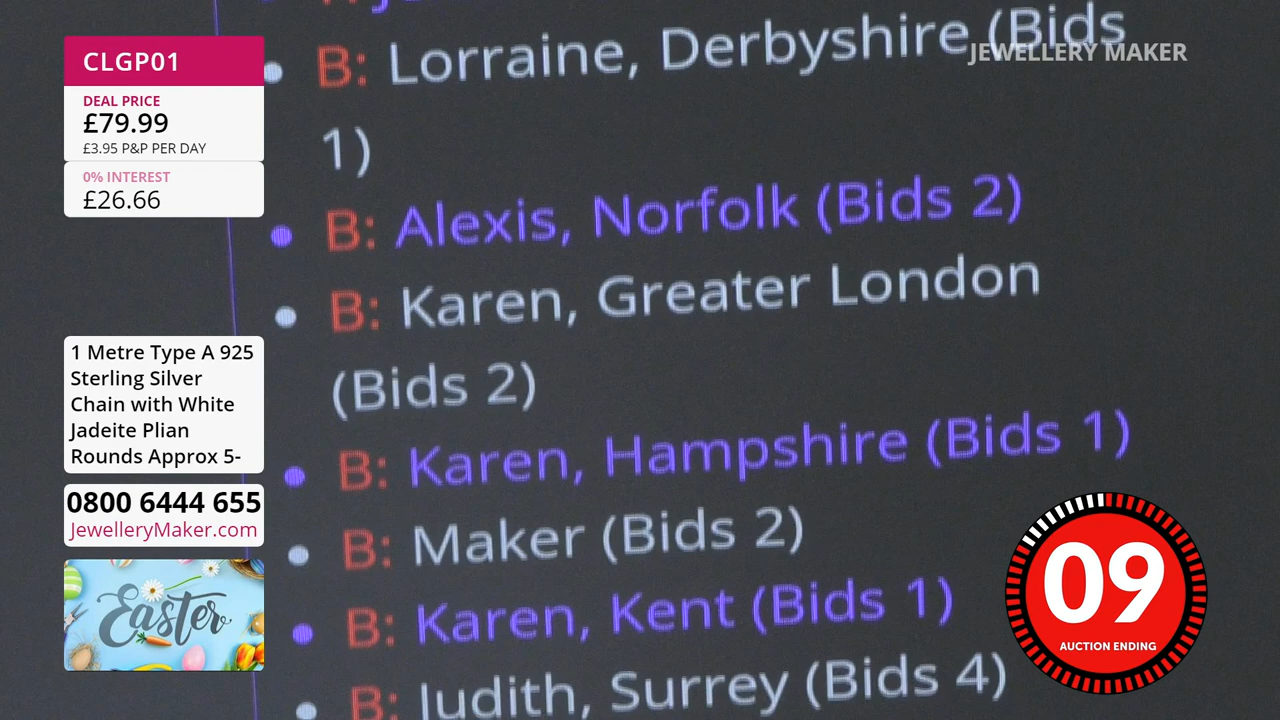 CLGP01
DEAL PRICE
£79.99
£3.95 P&P PER DAY
0% INTEREST
£26.66
1 Metre Type A 925
Sterling Silver
Chain with White
Jadeite Plian
Rounds Approx 5-
0800 6444 655
JewelleryMaker.com
Easter
JEWELLERY MAKER
B: Lorraine, Derbyshire (Bids
1)
B: Alexis, Norfolk (Bids 2)
B: Karen, Greater London
(Bids 2)
B: Karen, Hampshire (Bids 1)
B: Maker (Bids 2)
B: Karen, Kent (Bids 1)
B: Judith, Surrey (Bids 4)
09
AUCTION ENDING